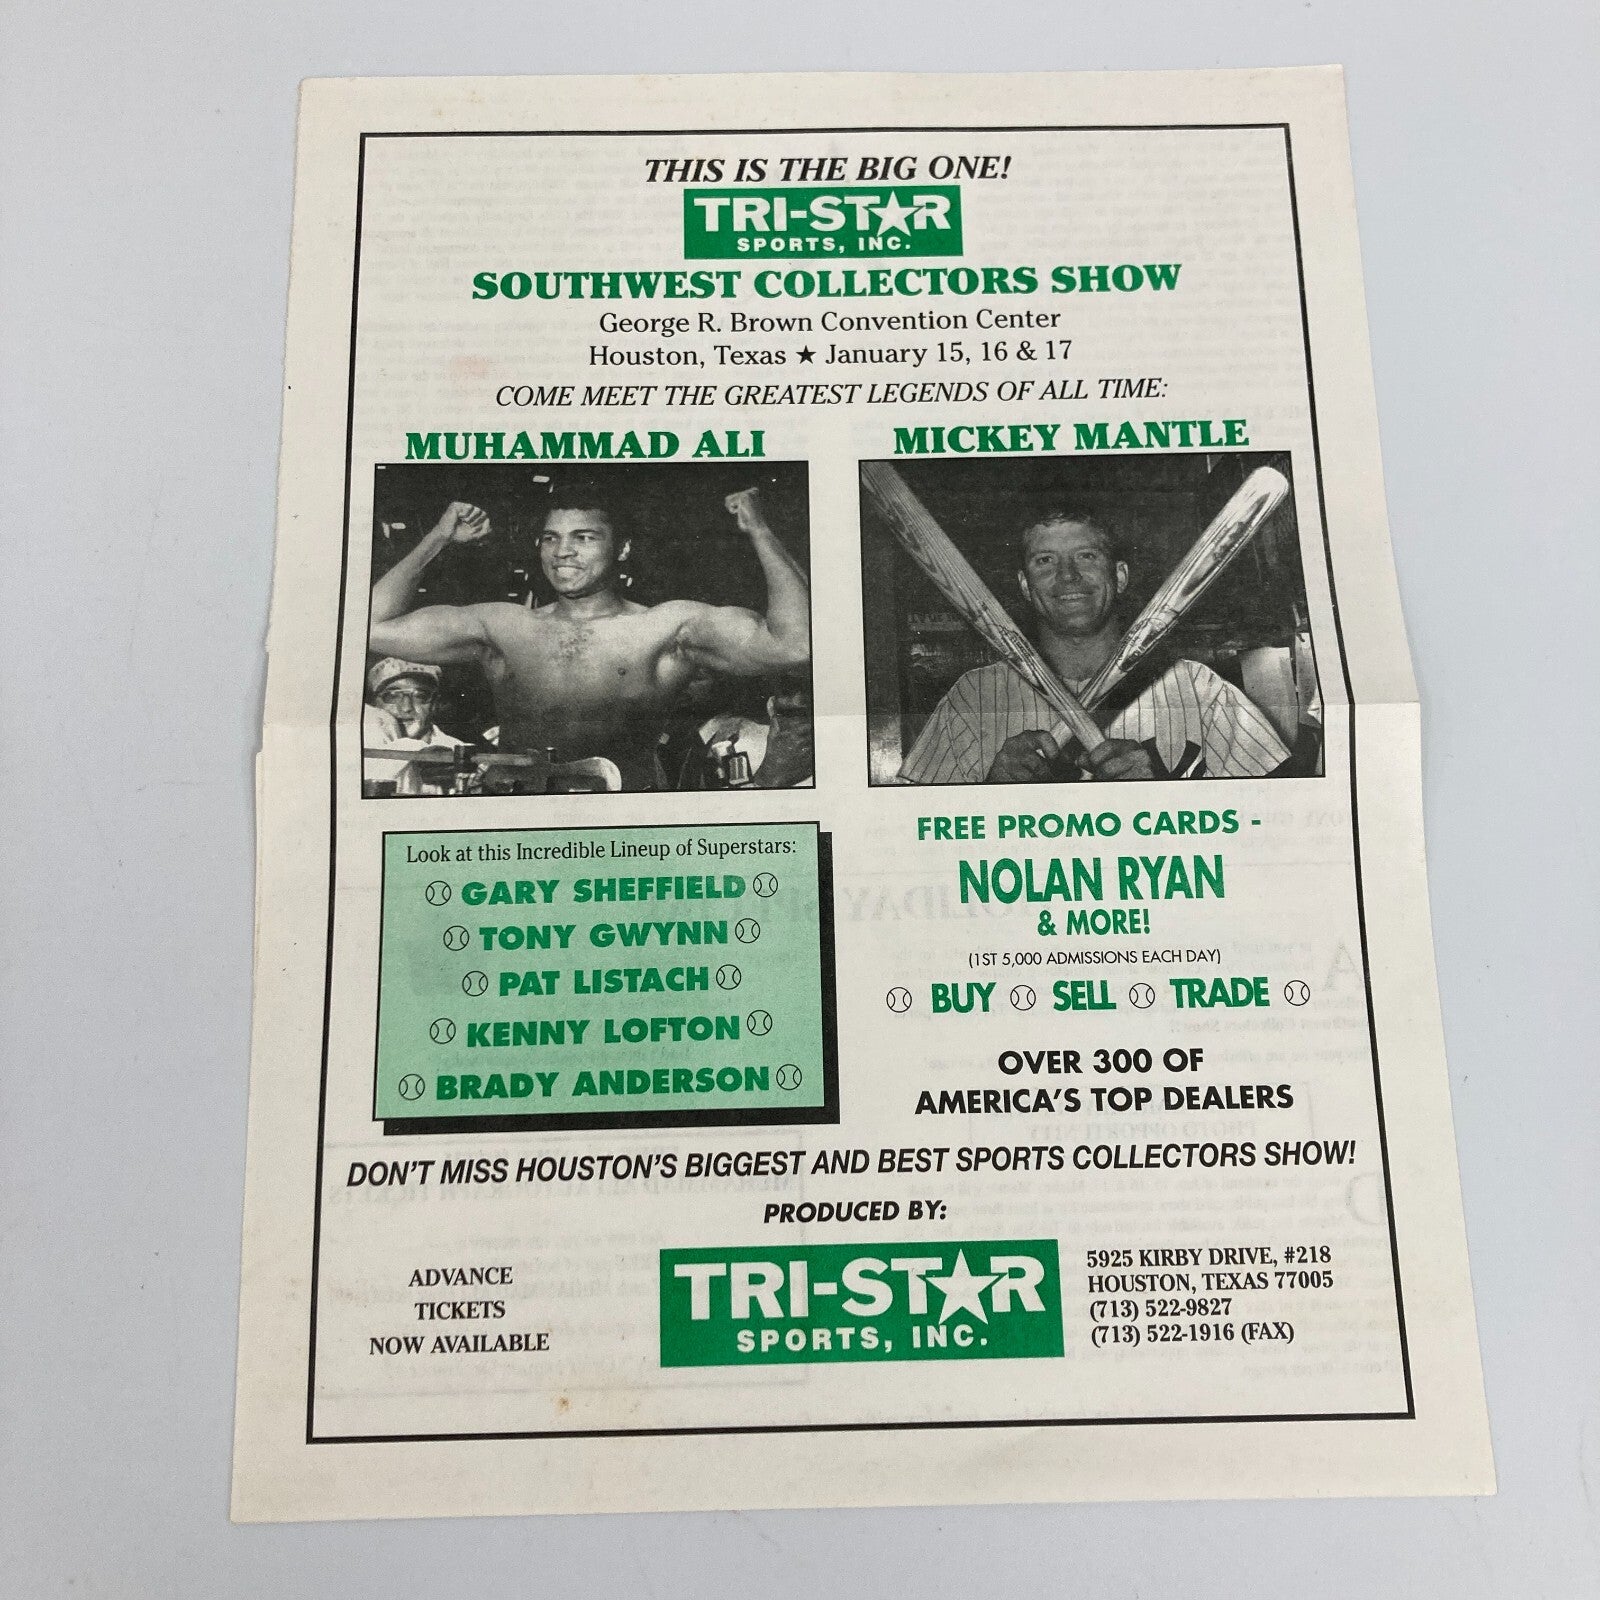 THIS IS THE BIG ONE!
TRI-STAR
SPORTS, INC.
SOUTHWEST COLLECTORS SHOW
George R. Brown Convention Center
Houston, Texas ★ January 15, 16 & 17
COME MEET THE GREATEST LEGENDS OF ALL TIME:
MUHAMMAD ALI
MICKEY MANTLE
Look at this Incredible Lineup of Superstars:
GARY SHEFFIELD
TONY GWYNN
PAT LISTACH
KENNY LOFTON
BRADY ANDERSON
FREE PROMO CARDS -
NOLAN RYAN
& MORE!
(1ST 5,000 ADMISSIONS EACH DAY)
BUY SELL TRADE
OVER 300 OF
AMERICA'S TOP DEALERS
DON'T MISS HOUSTON'S BIGGEST AND BEST SPORTS COLLECTORS SHOW!
PRODUCED BY:
ADVANCE
TICKETS
NOW AVAILABLE
TRI-STAR
SPORTS, INC.
5925 KIRBY DRIVE, #218
HOUSTON, TEXAS 77005
(713) 522-9827
(713) 522-1916 (FAX)